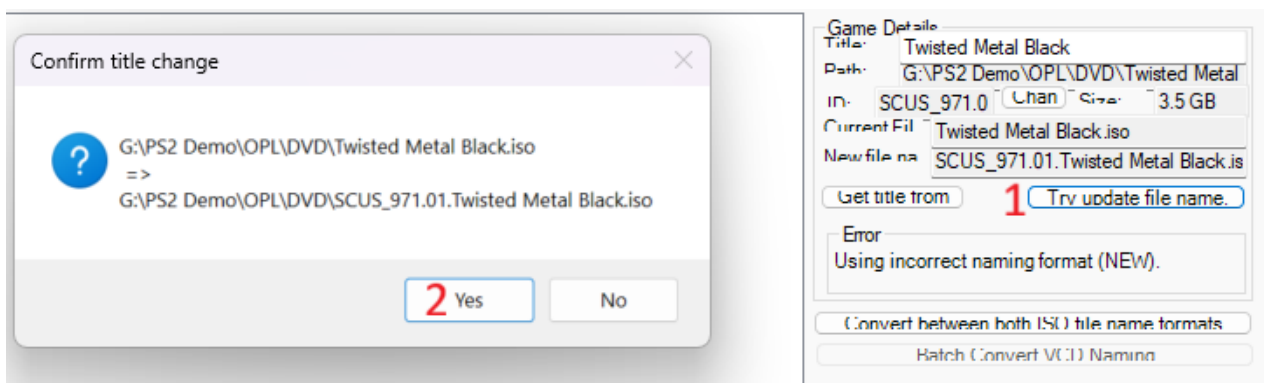 Confirm title change
G:\PS2 Demo\OPL\DVD\Twisted Metal Black.iso
=>
G:\PS2 Demo\OPL\DVD\SCUS_971.01.Twisted Metal Black.iso
2 Yes No
Game Details
Title: Twisted Metal Black
Path: G:\PS2 Demo\OPL\DVD\Twisted Metal
ID: SCUS_971.0 Chan Size: 3.5 GB
Current Fil Twisted Metal Black.iso
New file na SCUS_971.01.Twisted Metal Black.is
Get title from 1 Try update file name.
Error
Using incorrect naming format (NEW).
Convert between both ISO file name formats
Batch Convert VCD Naming